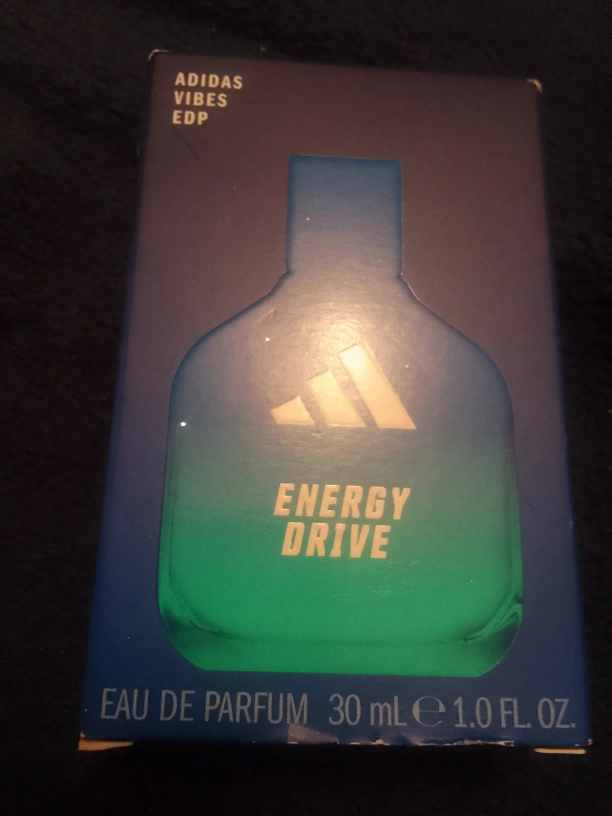 ADIDAS
VIBES
EDP
ENERGY
DRIVE
EAU DE PARFUM 30 mL ℮ 1.0 FL. OZ.